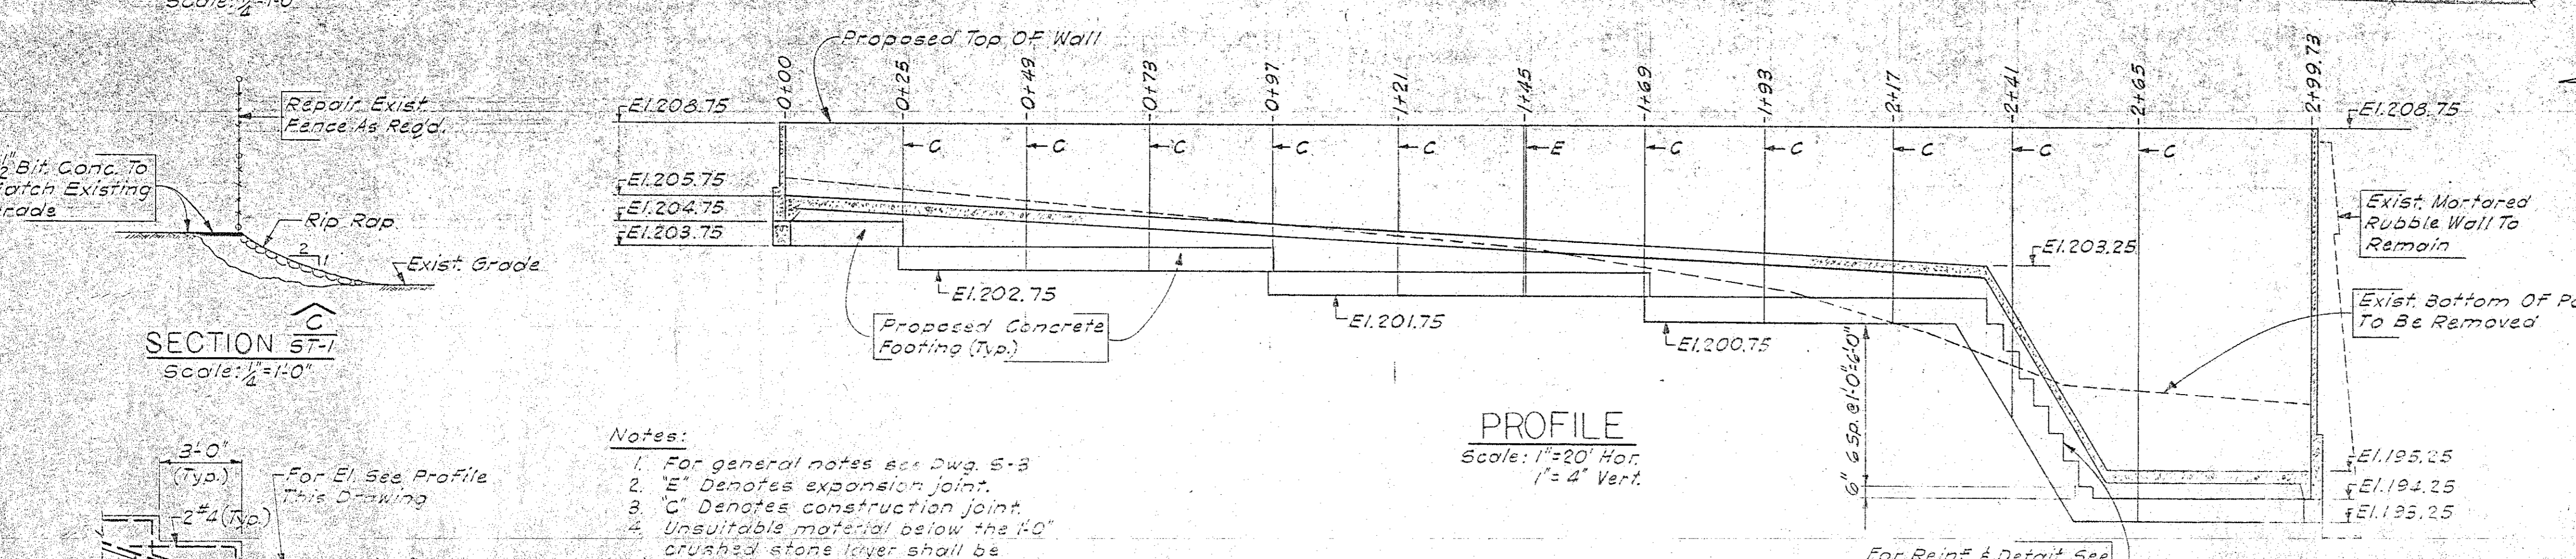 Scale: 1/4"=1'-0"
Repair Exist.
Fence As Req'd.
1/2" Bit. Conc. To
Existing
Rip Rap
2
1
Exist. Grade
SECTION C
ST-1
Scale: 1/4"=1'-0"
3'-0"
(Typ.)
For El. See Profile
This Drawing
2#4 (Typ.)
Proposed Top OF Wall
0+00
0+25
0+49
0+73
0+97
1+21
1+45
1+69
1+93
2+17
2+41
2+65
2+99.73
El.208.75
El.208.75
C
C
C
C
C
E
C
C
C
C
C
El.205.75
El.204.75
El.203.75
El.203.25
El.202.75
El.201.75
El.200.75
Proposed Concrete
Footing (Typ.)
Exist. Mortared
Rubble Wall To
Remain
Exist. Bottom OF
To Be Removed
6 Sp. @ 1'-0"=6'-0"
6"
El.195.25
El.194.25
El.193.25
PROFILE
Scale: 1"=20' Hor.
1"=4" Vert.
Notes:
1. For general notes see Dwg. S-3
2. "E" Denotes expansion joint.
3. "C" Denotes construction joint.
4. Unsuitable material below the 1'-0"
crushed stone layer shall be
For Reinf. & Detail See